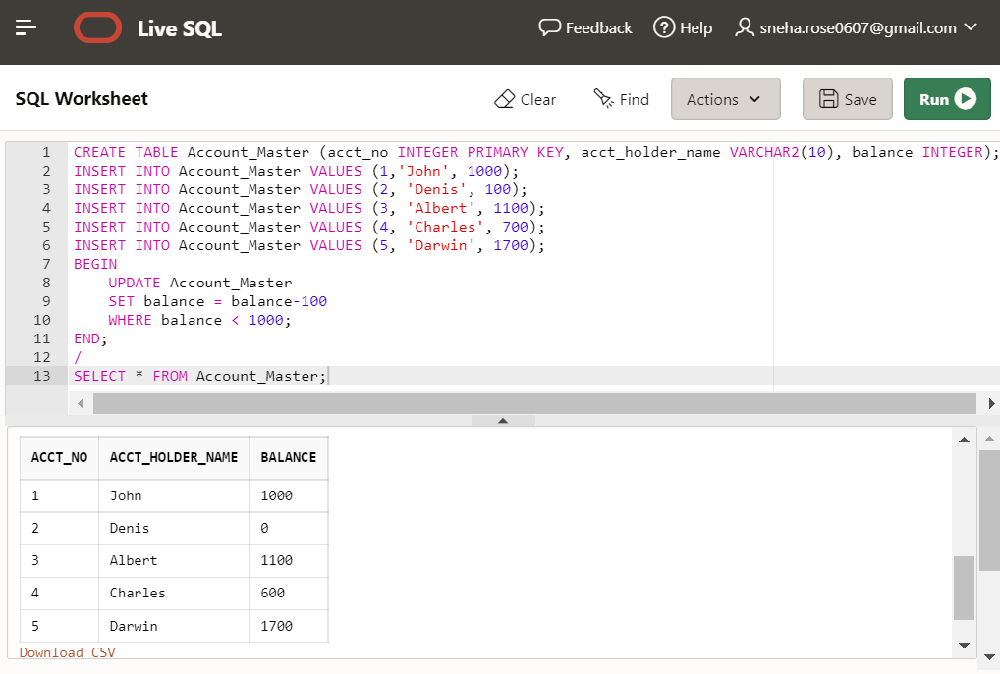 Live SQL
Feedback
Help
sneha.rose0607@gmail.com
SQL Worksheet
Clear
Find
Actions
Save
Run
1 CREATE TABLE Account_Master (acct_no INTEGER PRIMARY KEY, acct_holder_name VARCHAR2(10), balance INTEGER);
2 INSERT INTO Account_Master VALUES (1,'John', 1000);
3 INSERT INTO Account_Master VALUES (2, 'Denis', 100);
4 INSERT INTO Account_Master VALUES (3, 'Albert', 1100);
5 INSERT INTO Account_Master VALUES (4, 'Charles', 700);
6 INSERT INTO Account_Master VALUES (5, 'Darwin', 1700);
7 BEGIN
8     UPDATE Account_Master
9     SET balance = balance-100
10     WHERE balance < 1000;
11 END;
12 /
13 SELECT * FROM Account_Master;
ACCT_NO ACCT_HOLDER_NAME BALANCE
1 John 1000
2 Denis 0
3 Albert 1100
4 Charles 600
5 Darwin 1700
Download CSV